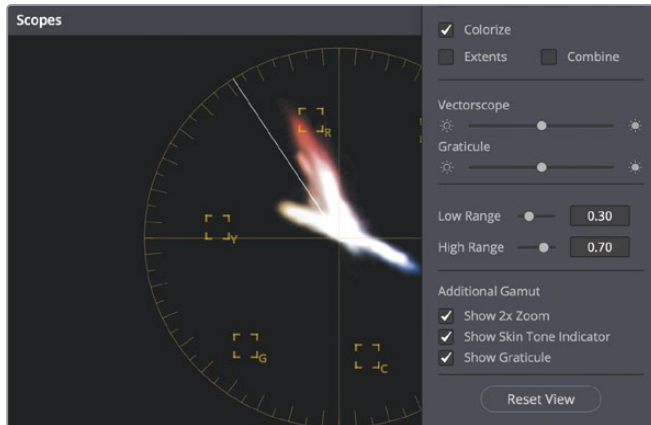 Scopes
Colorize
Extents
Combine
Vectorscope
Graticule
Low Range 0.30
High Range 0.70
Additional Gamut
Show 2x Zoom
Show Skin Tone Indicator
Show Graticule
Reset View
R
Y
G
C